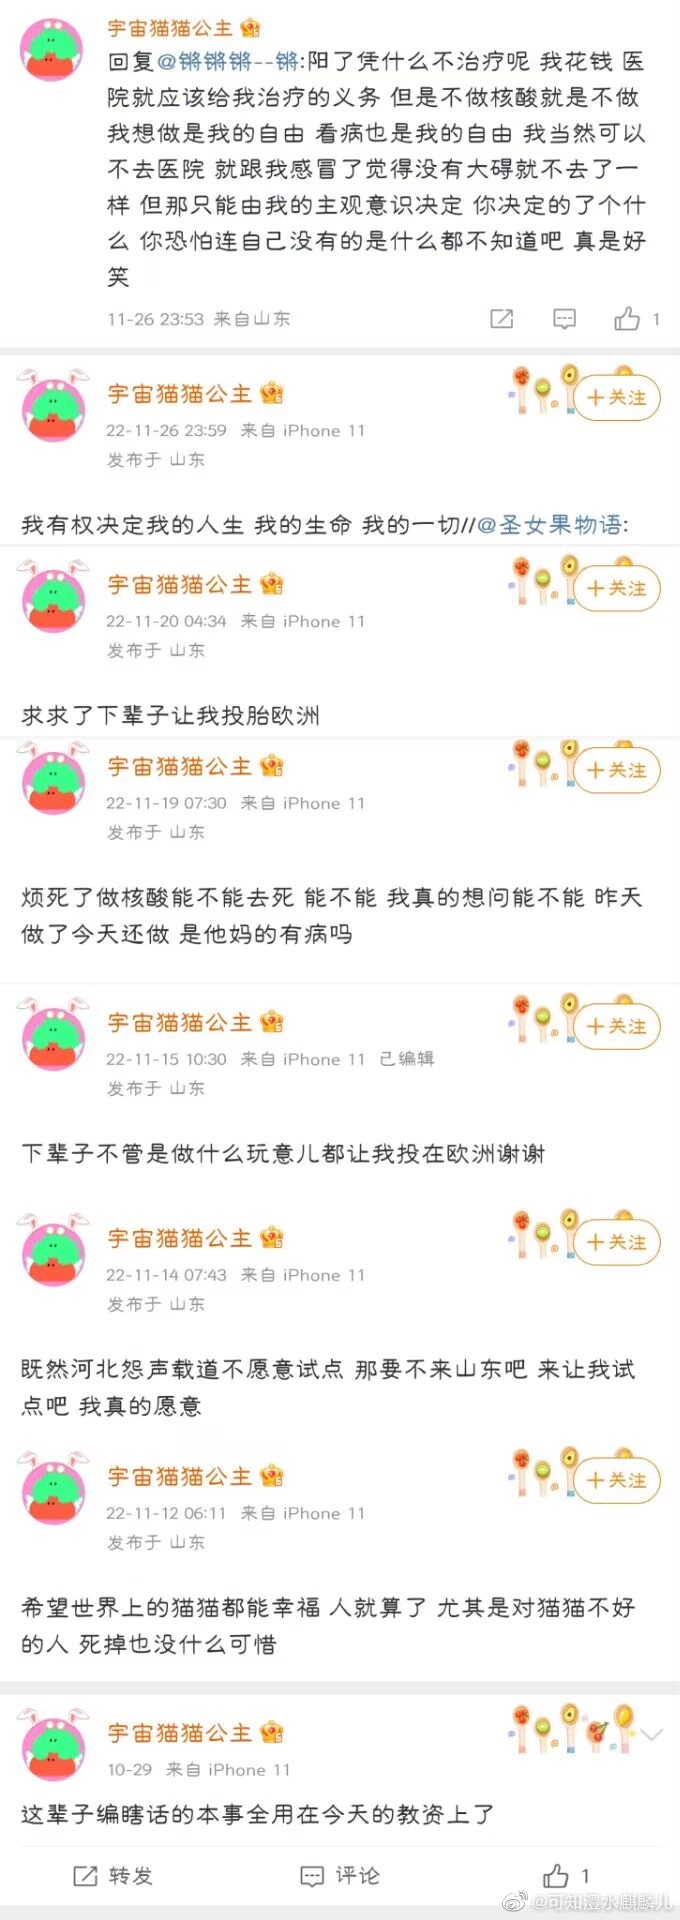 宇宙猫猫公主
回复@锵锵锵--锵:阳了凭什么不治疗呢 我花钱 医
院就应该给我治疗的义务 但是不做核酸就是不做
我想做是我的自由 看病也是我的自由 我当然可以
不去医院 就跟我感冒了觉得没有大碍就不去了一
样 但那只能由我的主观意识决定 你决定的了个什
么 你恐怕连自己没有的是什么都不知道吧 真是好
笑
11-26 23:53 来自山东
1
宇宙猫猫公主
+关注
22-11-26 23:59 来自 iPhone 11
发布于 山东
我有权决定我的人生 我的生命 我的一切//@圣女果物语:
宇宙猫猫公主
+关注
22-11-20 04:34 来自 iPhone 11
发布于 山东
求求了下辈子让我投胎欧洲
宇宙猫猫公主
+关注
22-11-19 07:30 来自 iPhone 11
发布于 山东
烦死了做核酸能不能去死 能不能 我真的想问能不能 昨天
做了今天还做 是他妈的有病吗
宇宙猫猫公主
+关注
22-11-15 10:30 来自 iPhone 11 已编辑
发布于 山东
下辈子不管是做什么玩意儿都让我投在欧洲谢谢
宇宙猫猫公主
+关注
22-11-14 07:43 来自 iPhone 11
发布于 山东
既然河北怨声载道不愿意试点 那要不来山东吧 来让我试
点吧 我真的愿意
宇宙猫猫公主
+关注
22-11-12 06:11 来自 iPhone 11
发布于 山东
希望世界上的猫猫都能幸福 人就算了 尤其是对猫猫不好
的人 死掉也没什么可惜
宇宙猫猫公主
10-29 来自 iPhone 11
这辈子编瞎话的本事全用在今天的教资上了
转发 评论 1
@可知澧水麒麟儿